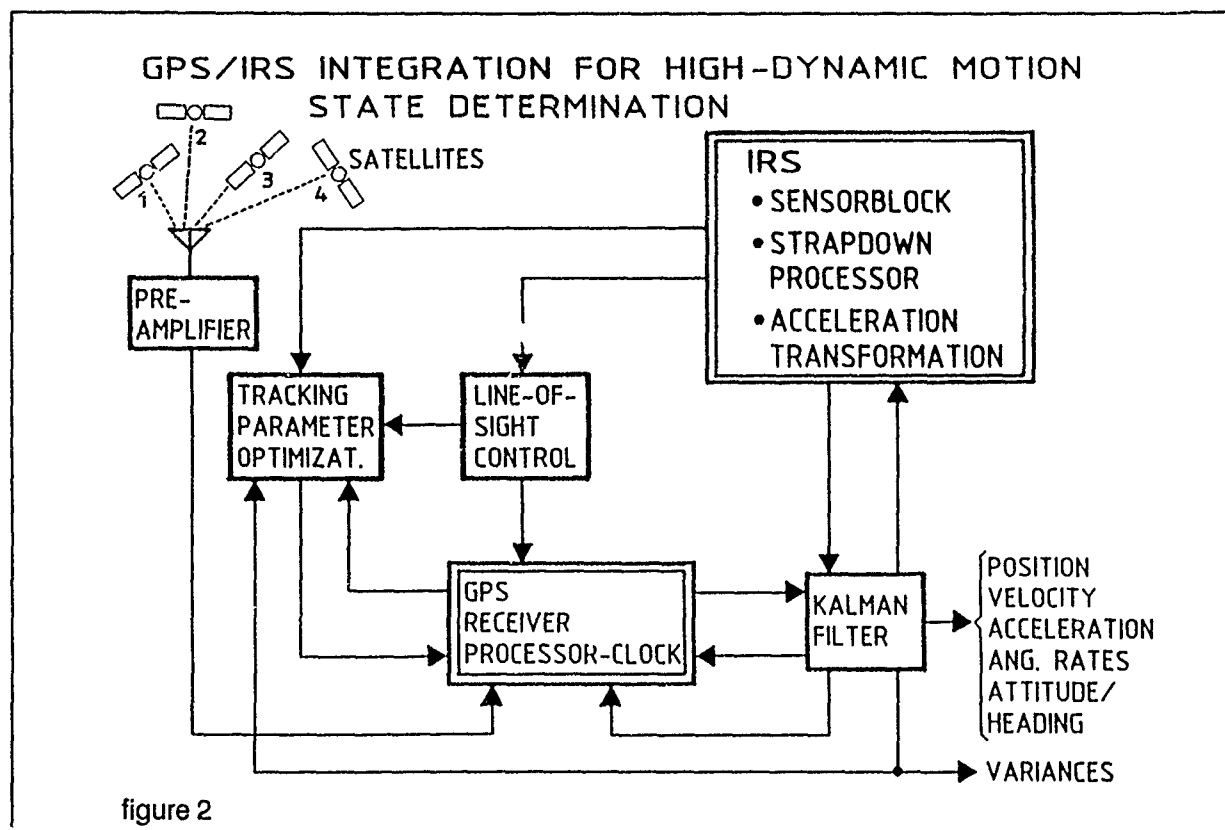 GPS/IRS INTEGRATION FOR HIGH-DYNAMIC MOTION
STATE DETERMINATION
2
1
3
4
SATELLITES
IRS
• SENSORBLOCK
• STRAPDOWN
PROCESSOR
• ACCELERATION
TRANSFORMATION
PRE-
AMPLIFIER
TRACKING
PARAMETER
OPTIMIZAT.
LINE-OF-
SIGHT
CONTROL
GPS
RECEIVER
PROCESSOR-CLOCK
KALMAN
FILTER
POSITION
VELOCITY
ACCELERATION
ANG. RATES
ATTITUDE/
HEADING
VARIANCES
figure 2